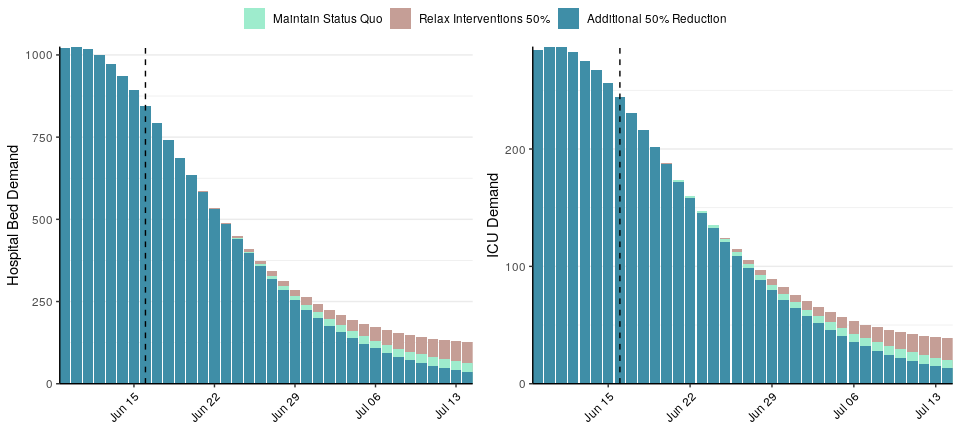 Maintain Status Quo Relax Interventions 50% Additional 50% Reduction
Hospital Bed Demand
1000
750
500
250
0
Jun 15 Jun 22 Jun 29 Jul 06 Jul 13
ICU Demand
200
100
0
Jun 15 Jun 22 Jun 29 Jul 06 Jul 13